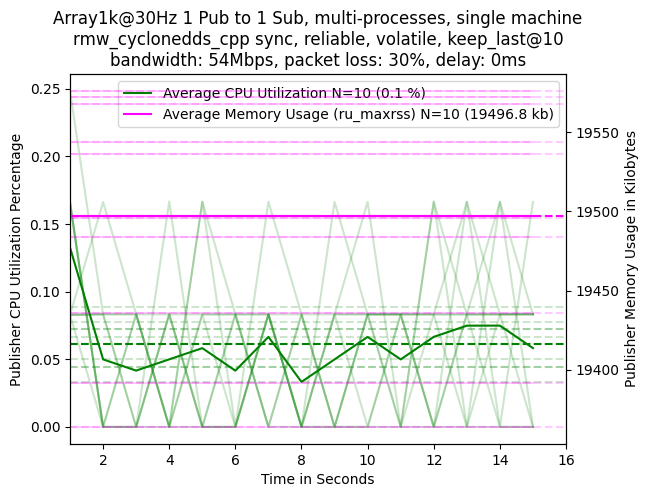 Array1k@30Hz 1 Pub to 1 Sub, multi-processes, single machine
rmw_cyclonedds_cpp sync, reliable, volatile, keep_last@10
bandwidth: 54Mbps, packet loss: 30%, delay: 0ms
Average CPU Utilization N=10 (0.1 %)
Average Memory Usage (ru_maxrss) N=10 (19496.8 kb)
Publisher CPU Utilization Percentage
0.25
0.20
0.15
0.10
0.05
0.00
19550
19500
19450
19400
Publisher Memory Usage in Kilobytes
2 4 6 8 10 12 14 16
Time in Seconds